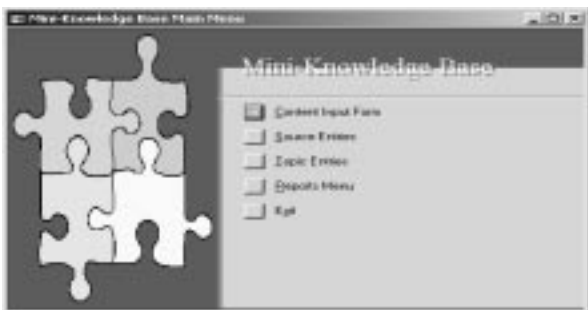 Mini-Knowledge Base Main Menu
Mini-Knowledge Base
Content Input Form
Source Entries
Topic Entries
Reports Menu
Exit